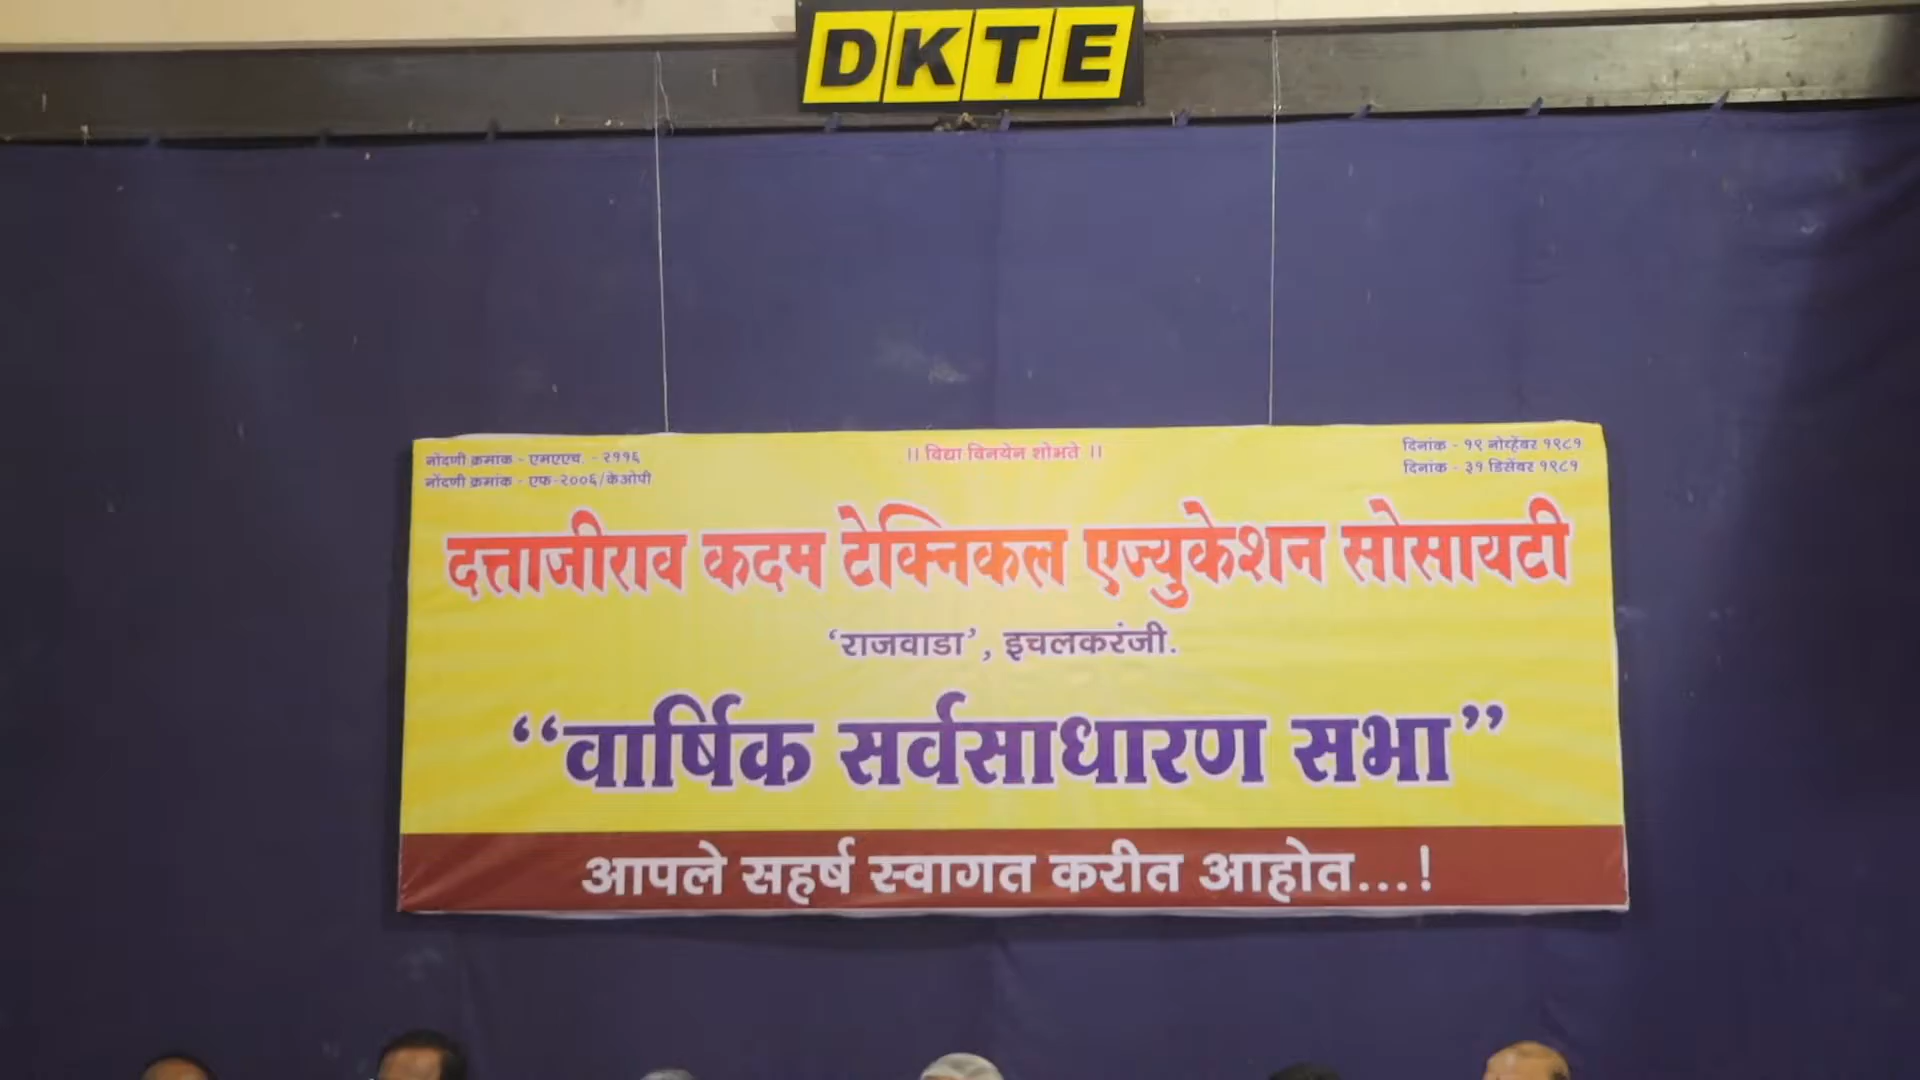 DKTE
नोंदणी क्रमांक - एमएएच. - २११६
नोंदणी क्रमांक - एफ-२००६/केओपी
।। विद्या विनयेन शोभते ।।
दिनांक - १९ नोव्हेंबर १९८१
दिनांक - ३१ डिसेंबर १९८१
दत्ताजीराव कदम टेक्निकल एज्युकेशन सोसायटी
‘राजवाडा’, इचलकरंजी.
“वार्षिक सर्वसाधारण सभा”
आपले सहर्ष स्वागत करीत आहोत...!